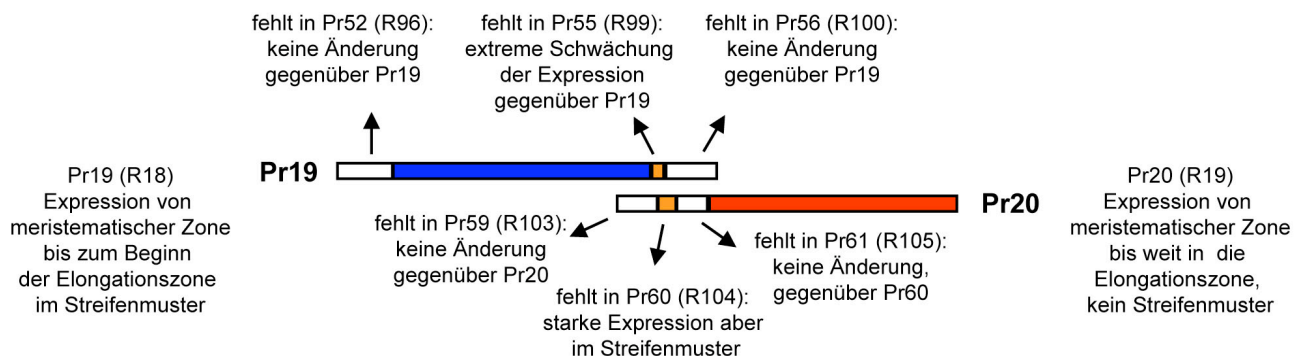 fehlt in Pr52 (R96):
keine Änderung
gegenüber Pr19
fehlt in Pr55 (R99):
extreme Schwächung
der Expression
gegenüber Pr19
fehlt in Pr56 (R100):
keine Änderung
gegenüber Pr19
Pr19 (R18)
Expression von
meristematischer Zone
bis zum Beginn
der Elongationszone
im Streifenmuster
Pr19
Pr20
Pr20 (R19)
Expression von
meristematischer Zone
bis weit in die
Elongationszone,
kein Streifenmuster
fehlt in Pr59 (R103):
keine Änderung
gegenüber Pr20
fehlt in Pr60 (R104):
starke Expression aber
im Streifenmuster
fehlt in Pr61 (R105):
keine Änderung,
gegenüber Pr60